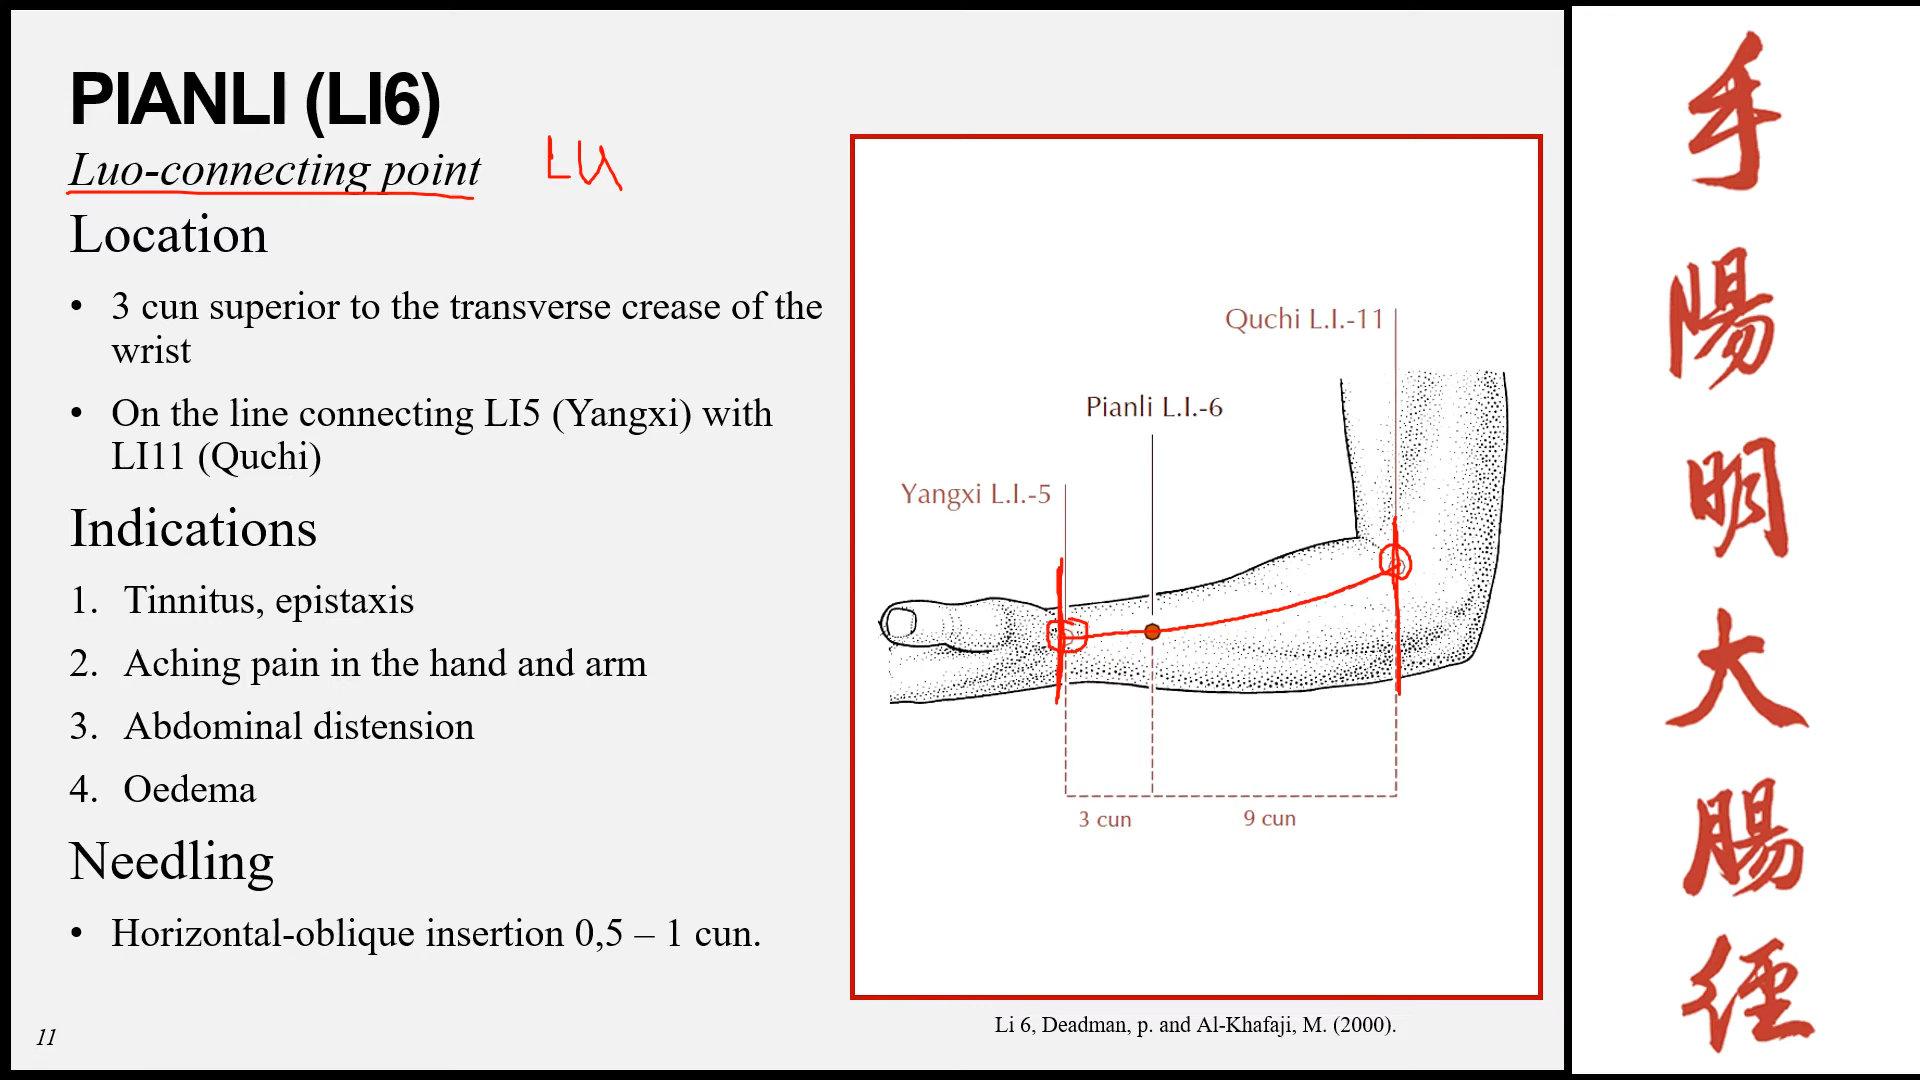 PIANLI (LI6)
Luo-connecting point
LU
Location
• 3 cun superior to the transverse crease of the
wrist
• On the line connecting LI5 (Yangxi) with
LI11 (Quchi)
Indications
1. Tinnitus, epistaxis
2. Aching pain in the hand and arm
3. Abdominal distension
4. Oedema
Needling
• Horizontal-oblique insertion 0,5 – 1 cun.
11
Quchi L.I.-11
Pianli L.I.-6
Yangxi L.I.-5
3 cun
9 cun
Li 6, Deadman, p. and Al-Khafaji, M. (2000).
手
陽
明
大
腸
經